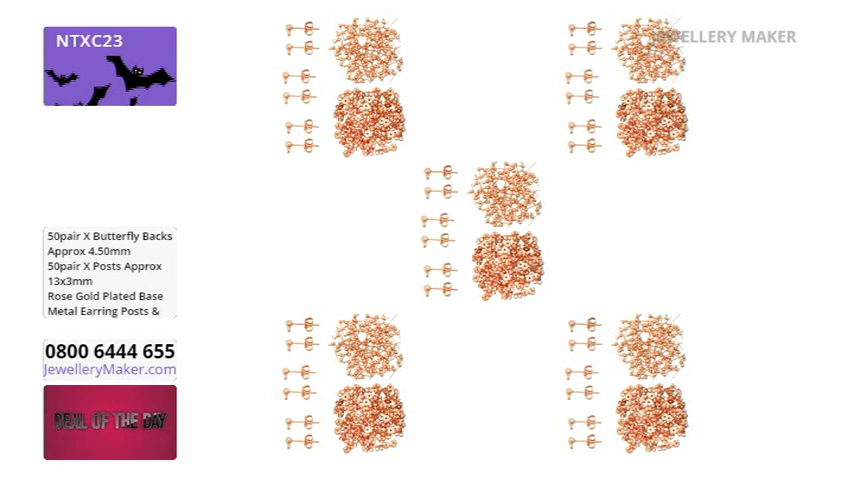 NTXC23
JEWELLERY MAKER
50pair X Butterfly Backs
Approx 4.50mm
50pair X Posts Approx
13x3mm
Rose Gold Plated Base
Metal Earring Posts &
0800 6444 655
JewelleryMaker.com
DEAL OF THE DAY